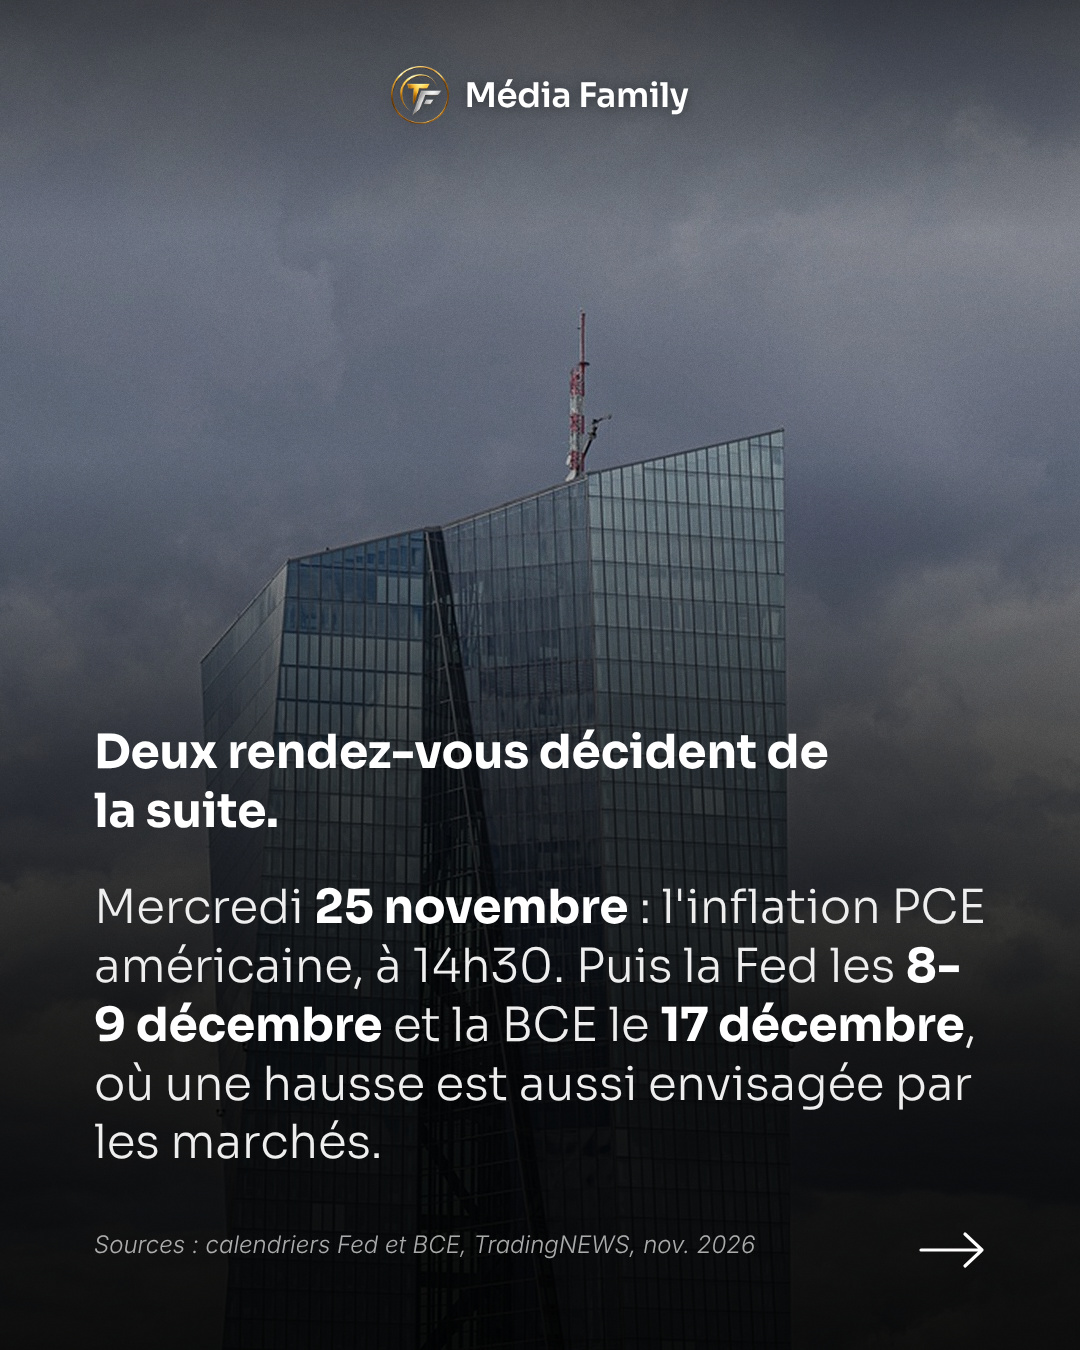 TF Média Family
Deux rendez-vous décident de
la suite.
Mercredi 25 novembre : l'inflation PCE
américaine, à 14h30. Puis la Fed les 8-
9 décembre et la BCE le 17 décembre,
où une hausse est aussi envisagée par
les marchés.
Sources : calendriers Fed et BCE, TradingNEWS, nov. 2026